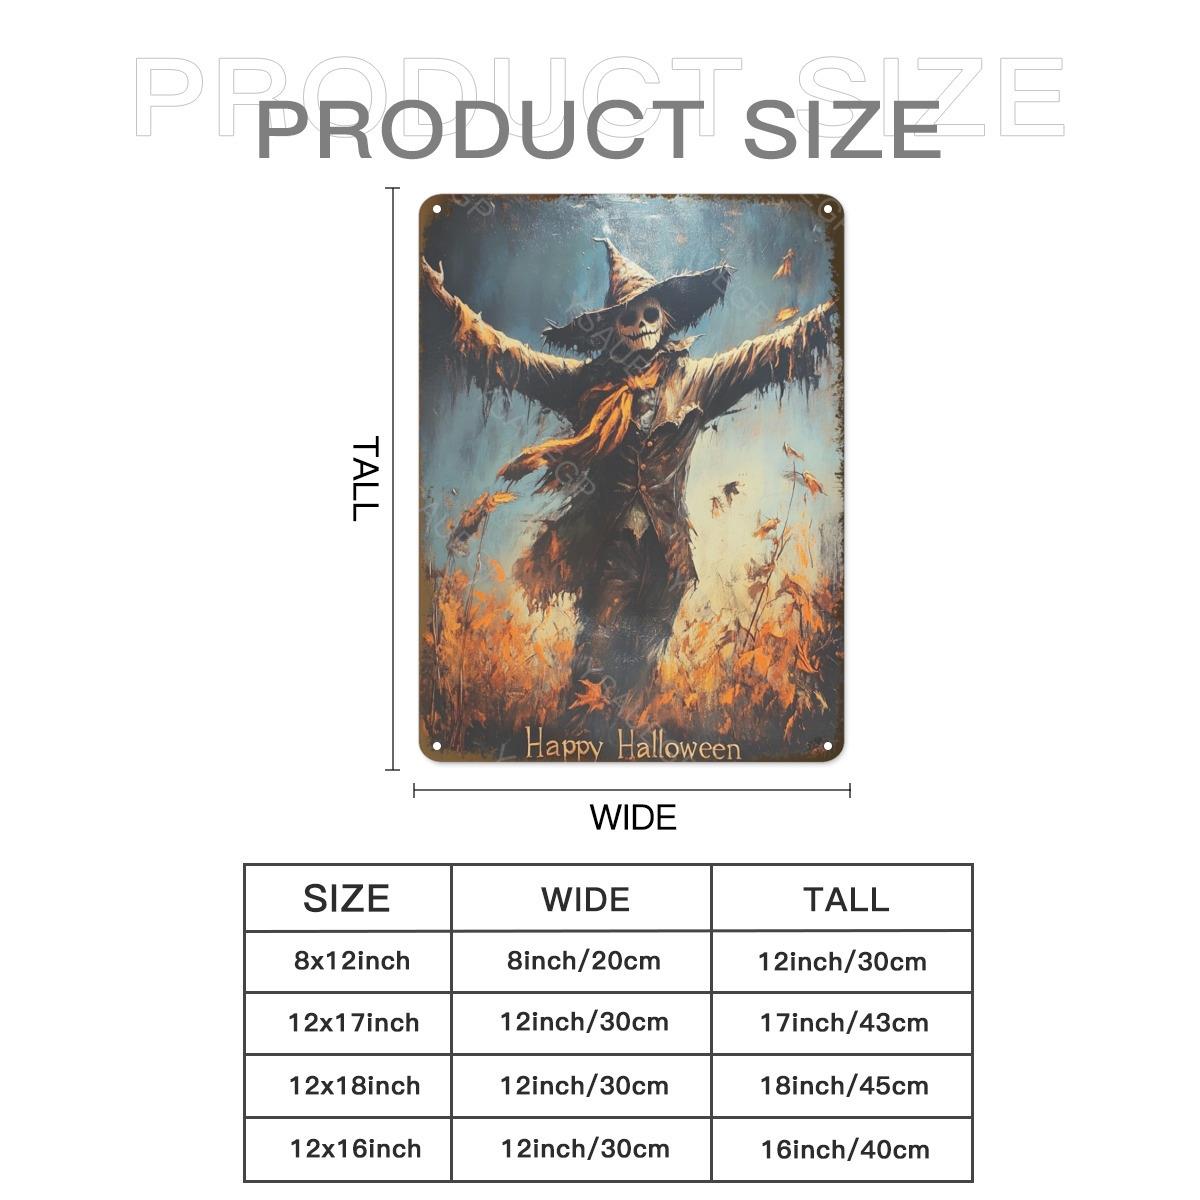 PRODUCT SIZE
PRODUCT SIZE
TALL
Happy Halloween
WIDE
SIZE WIDE TALL
8x12inch 8inch/20cm 12inch/30cm
12x17inch 12inch/30cm 17inch/43cm
12x18inch 12inch/30cm 18inch/45cm
12x16inch 12inch/30cm 16inch/40cm